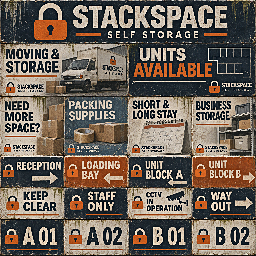 STACKSPACE
SELF STORAGE
MOVING &
STORAGE
UNITS
AVAILABLE
STACKSPACE
NEED
MORE
SPACE?
PACKING
SUPPLIES
SHORT &
LONG STAY
BUSINESS
STORAGE
RECEPTION
LOADING
BAY
UNIT
BLOCK A
UNIT
BLOCK B
KEEP
CLEAR
STAFF
ONLY
CCTV
IN
OPERATION
WAY
OUT
A 01
A 02
B 01
B 02